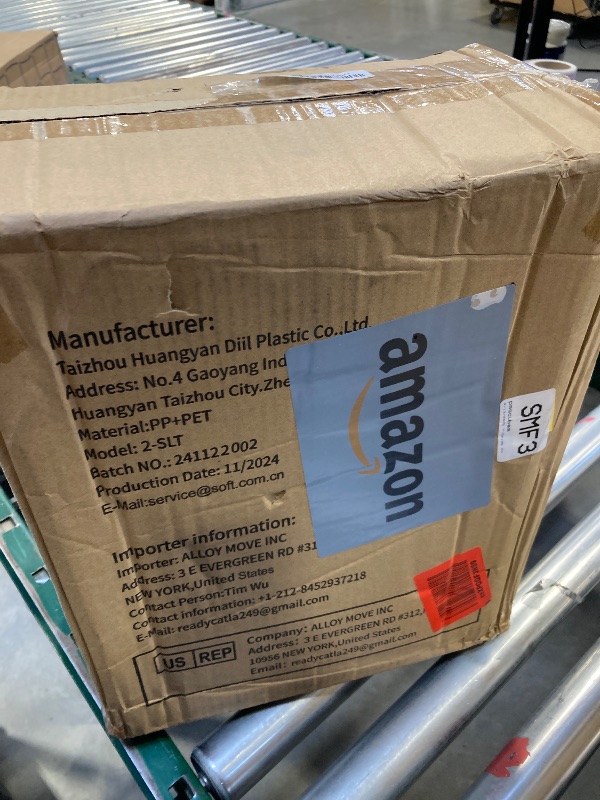 Manufacturer:
Taizhou Huangyan Diil Plastic Co.,Ltd
Address: No.4 Gaoyang Ind
Huangyan Taizhou City.Zhe
Material:PP+PET
Model: 2-SLT
Batch NO.: 241122002
Production Date: 11/2024
E-Mail:service@soft.com.cn
Importer information:
Importer: ALLOY MOVE INC
Address: 3 E EVERGREEN RD #31
NEW YORK,United States
Contact Person:Tim Wu
Contact information: +1-212-8452937218
E-Mail: readycatla249@gmail.com
US REP
Company: ALLOY MOVE INC
Address: 3 E EVERGREEN RD #312,
10956 NEW YORK,United States
Email: readycatla249@gmail.com
amazon
SMF3